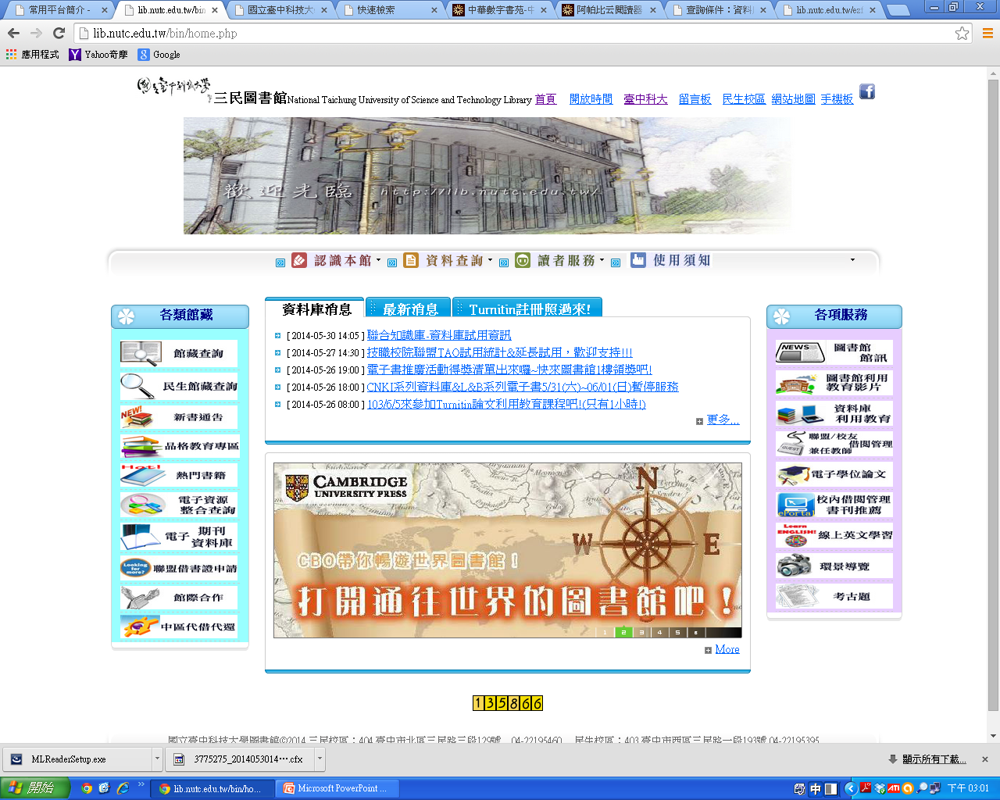 常用平台簡介 -
lib.nutc.edu.tw/bin
國立臺中科技大
快速檢索
中華數字書苑-中
阿帕比云閱讀器
查詢條件：資料
lib.nutc.edu.tw/ezf
lib.nutc.edu.tw/bin/home.php
應用程式 Yahoo奇摩 Google
國立臺中科技大學 三民圖書館National Taichung University of Science and Technology Library 首頁 開放時間 臺中科大 留言板 民生校區 網站地圖 手機板
歡迎光臨 http://lib.nutc.edu.tw/
認識本館 資料查詢 讀者服務 使用須知
各類館藏
館藏查詢
民生館藏查詢
NEW! 新書通告
品格教育專區
Hot! 熱門書籍
電子資源
整合查詢
電子 期刊
資料庫
Looking for more? 聯盟借書證申請
館際合作
中區代借代還
資料庫消息 最新消息 Turnitin註冊照過來!
[ 2014-05-30 14:05 ] 聯合知識庫-資料庫試用資訊
[ 2014-05-27 14:30 ] 技職校院聯盟TAO試用統計&延長試用，歡迎支持!!!
[ 2014-05-26 19:00 ] 電子書推廣活動得獎清單出來囉~快來圖書館1樓領獎吧!
[ 2014-05-26 18:00 ] CNKI系列資料庫&L&B系列電子書5/31(六)~06/01(日)暫停服務
[ 2014-05-26 08:00 ] 103/6/5來參加Turnitin論文利用教育課程吧!(只有1小時!)
更多...
CAMBRIDGE
UNIVERSITY PRESS
N
W E
CBO帶你暢遊世界圖書館！
打開通往世界的圖書館吧！
1 2 3 4 5 6
More
各項服務
NEWS 圖書館
館訊
圖書館利用
教育影片
資料庫
利用教育
GUEST 聯盟/校友
兼任教師 借閱管理
電子學位論文
ePortal 校內借閱管理
書刊推薦
Learn ENGLISH! 線上英文學習
環景導覽
考古題
135866
國立臺中科技大學圖書館©2014 三民校區：404 臺中市北區三民路三段129號 04-22195460 民生校區：403 臺中市西區三民路一段193號 04-22195395
MLReaderSetup.exe
3775275_2014053014....cfx
顯示所有下載...
開始
lib.nutc.edu.tw/bin/ho...
Microsoft PowerPoint ...
中
下午 03:01